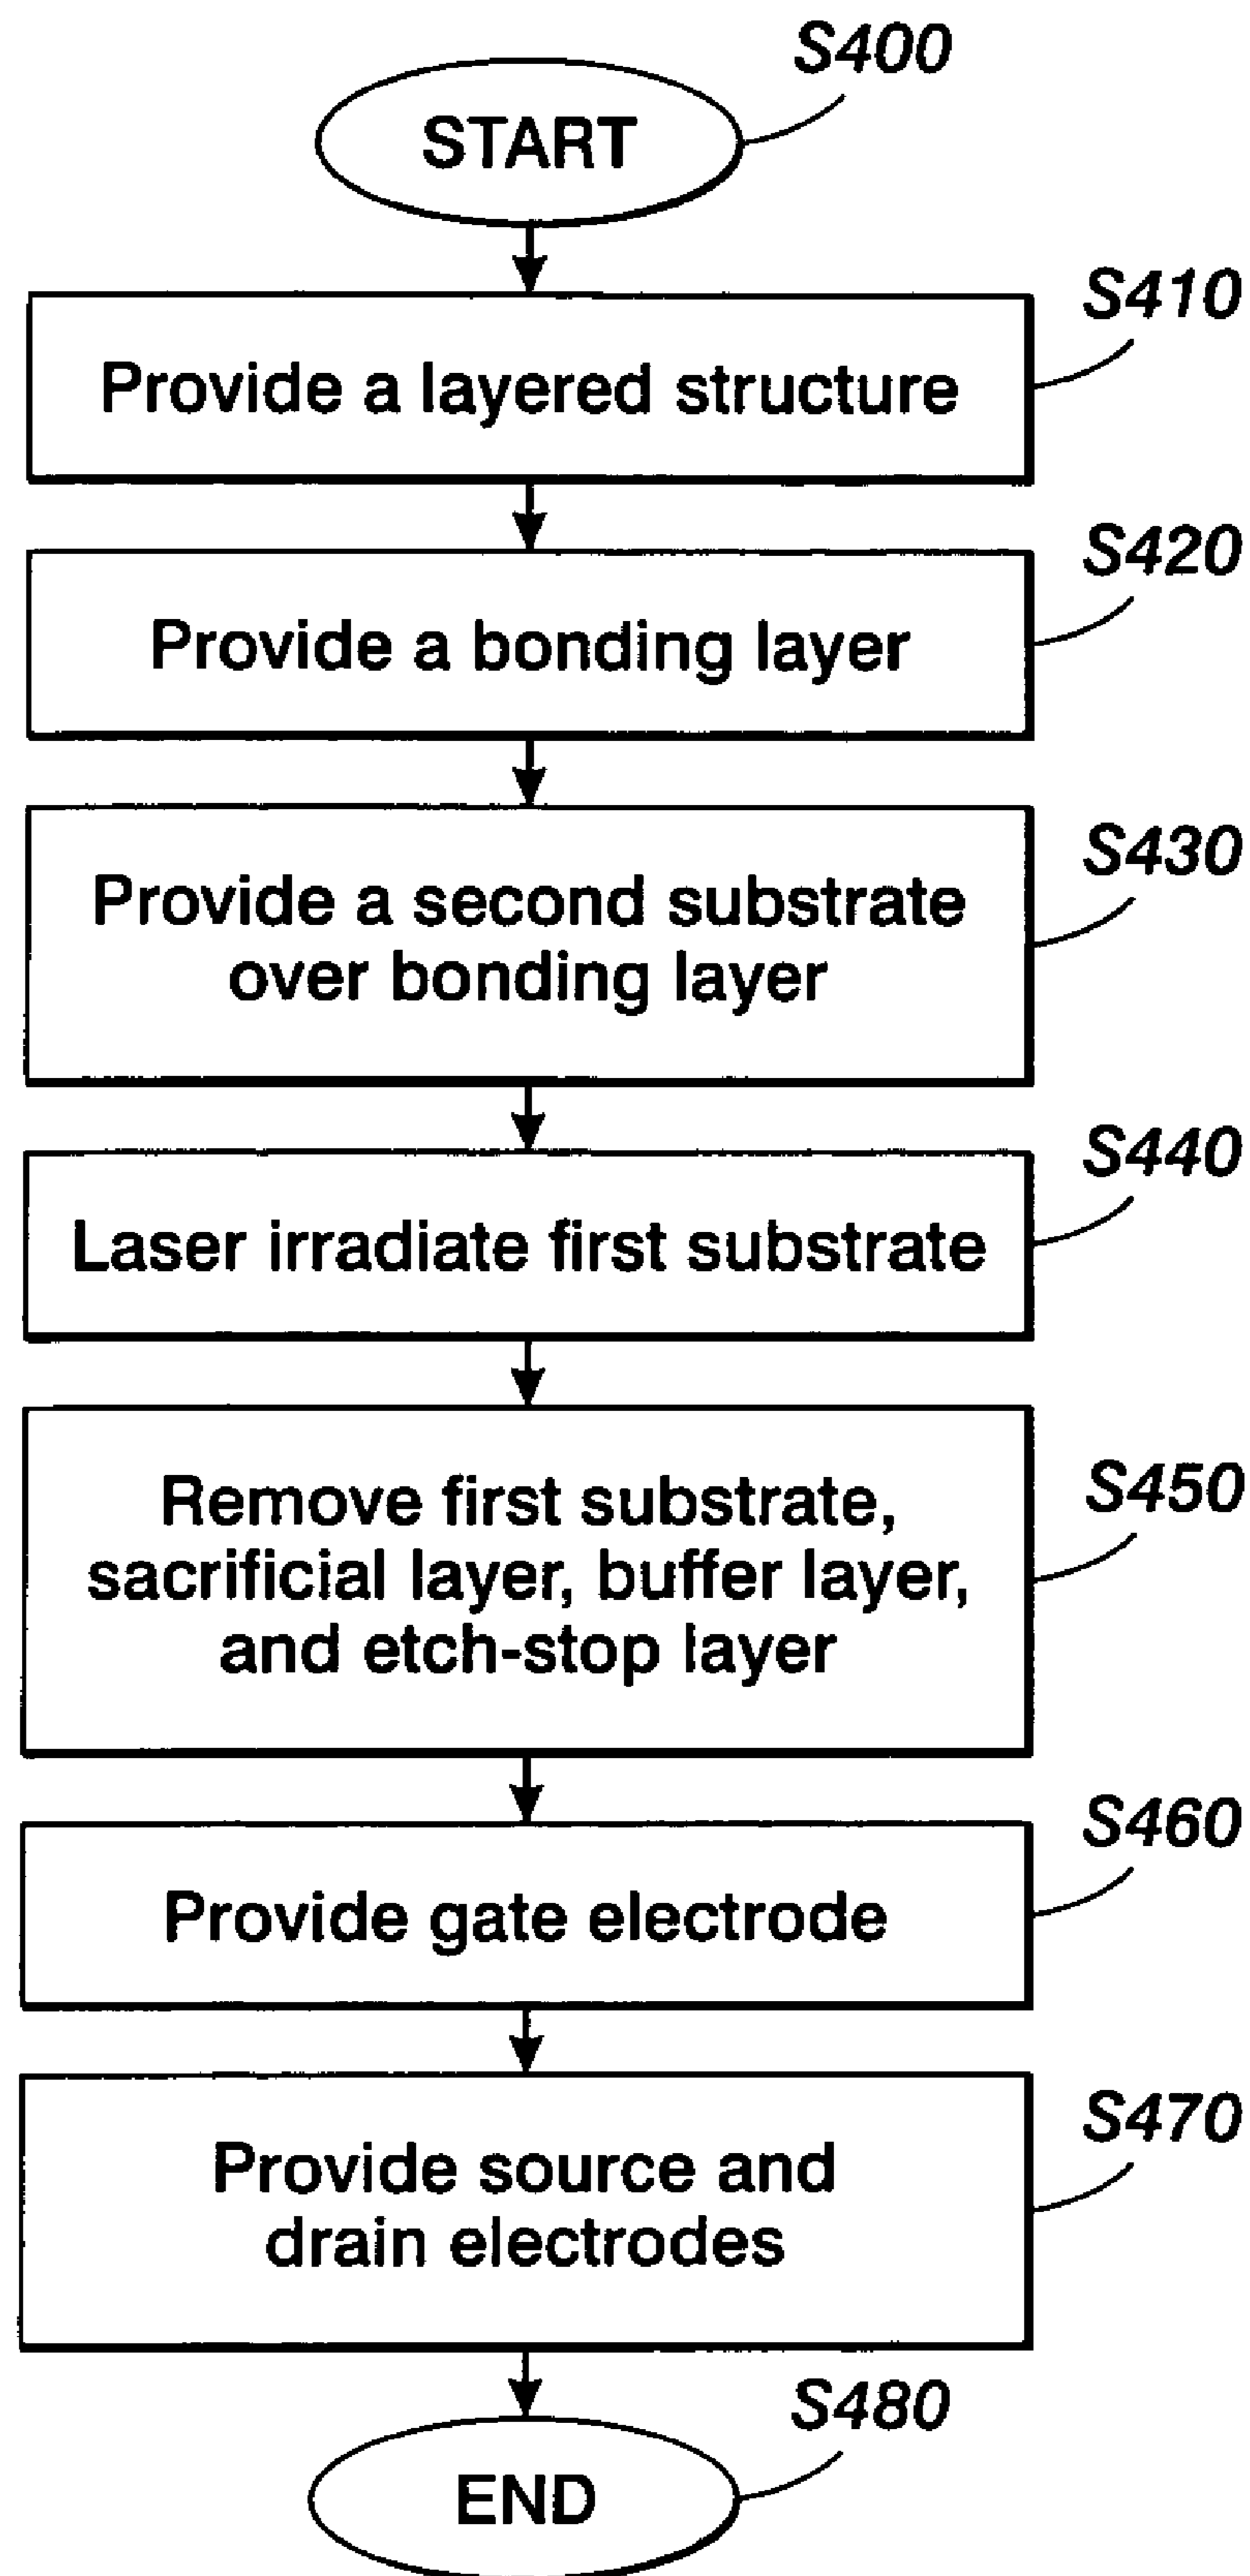 S400
START
S410
Provide a layered structure
S420
Provide a bonding layer
S430
Provide a second substrate
over bonding layer
S440
Laser irradiate first substrate
S450
Remove first substrate,
sacrificial layer, buffer layer,
and etch-stop layer
S460
Provide gate electrode
S470
Provide source and
drain electrodes
S480
END